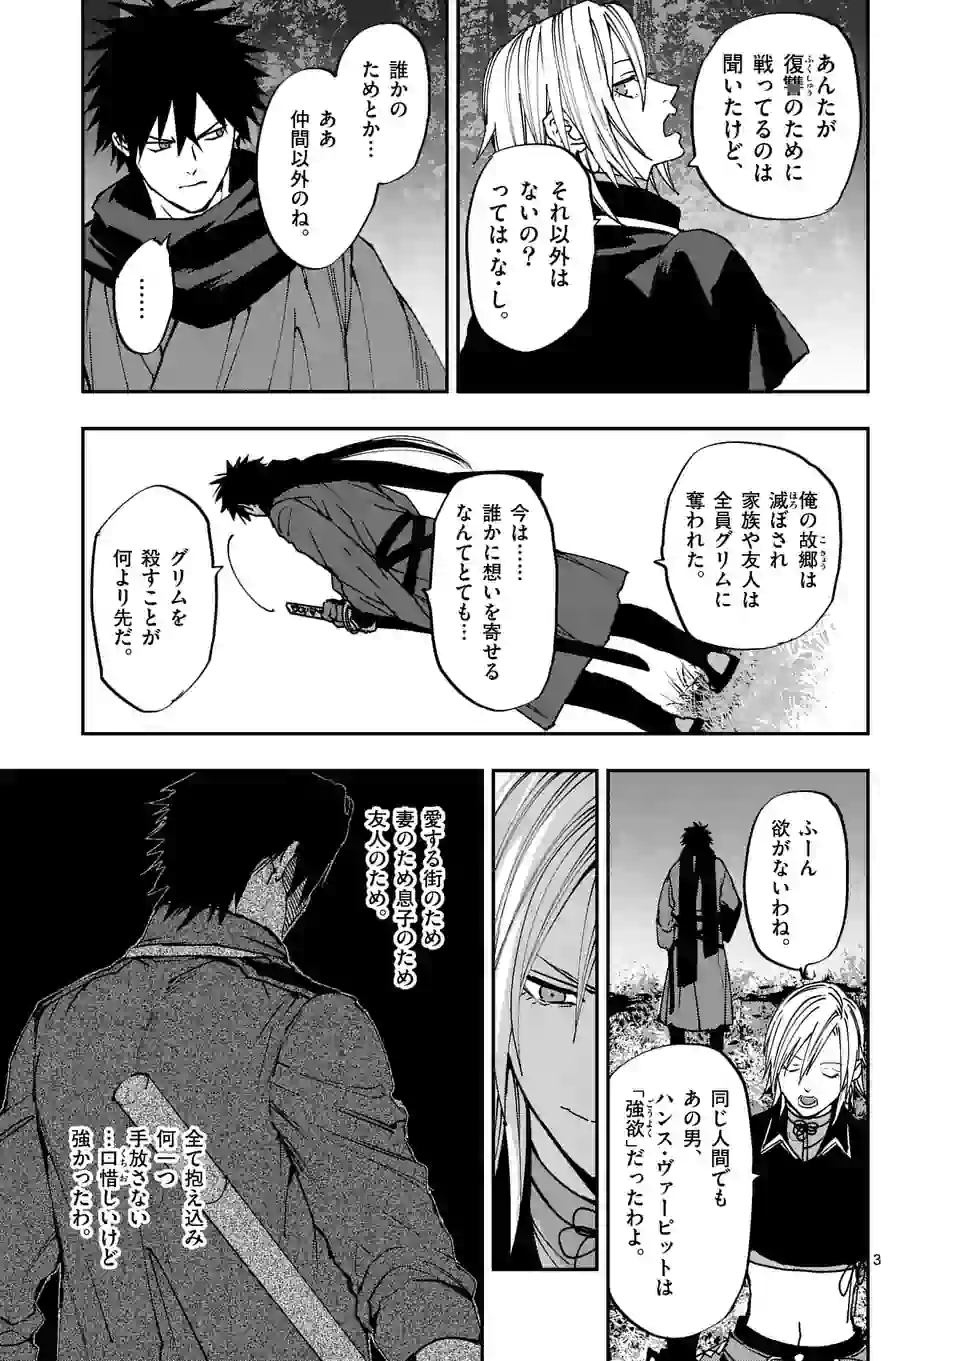 あんたが
復讐のために
戦ってるのは
聞いたけど、
それ以外は
ないの？
っては・な・し。
誰かの
ためとか…
ああ
仲間以外のね。
……
俺の故郷は
滅ぼされ
家族や友人は
全員グリムに
奪われた。
今は……
誰かに想いを寄せる
なんてとても…
グリムを
殺すことが
何より先だ。
ふーん
欲がないわね。
同じ人間でも
あの男、
ハンス・ヴァーピットは
「強欲」だったわよ。
愛する街のため
妻のため息子のため
友人のため。
全て抱え込み
何一つ
手放さない
…口惜しいけど
強かったわ。
3